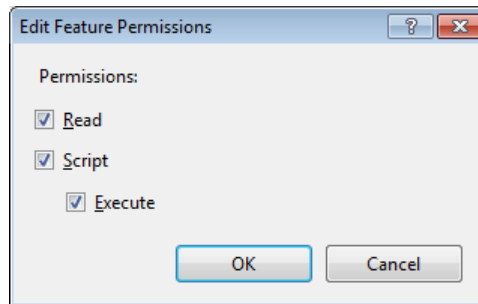 Edit Feature Permissions
Permissions:
Read
Script
Execute
OK Cancel